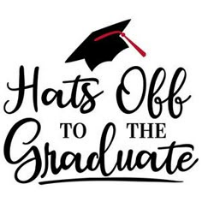 Hats Off
TO THE
Graduate